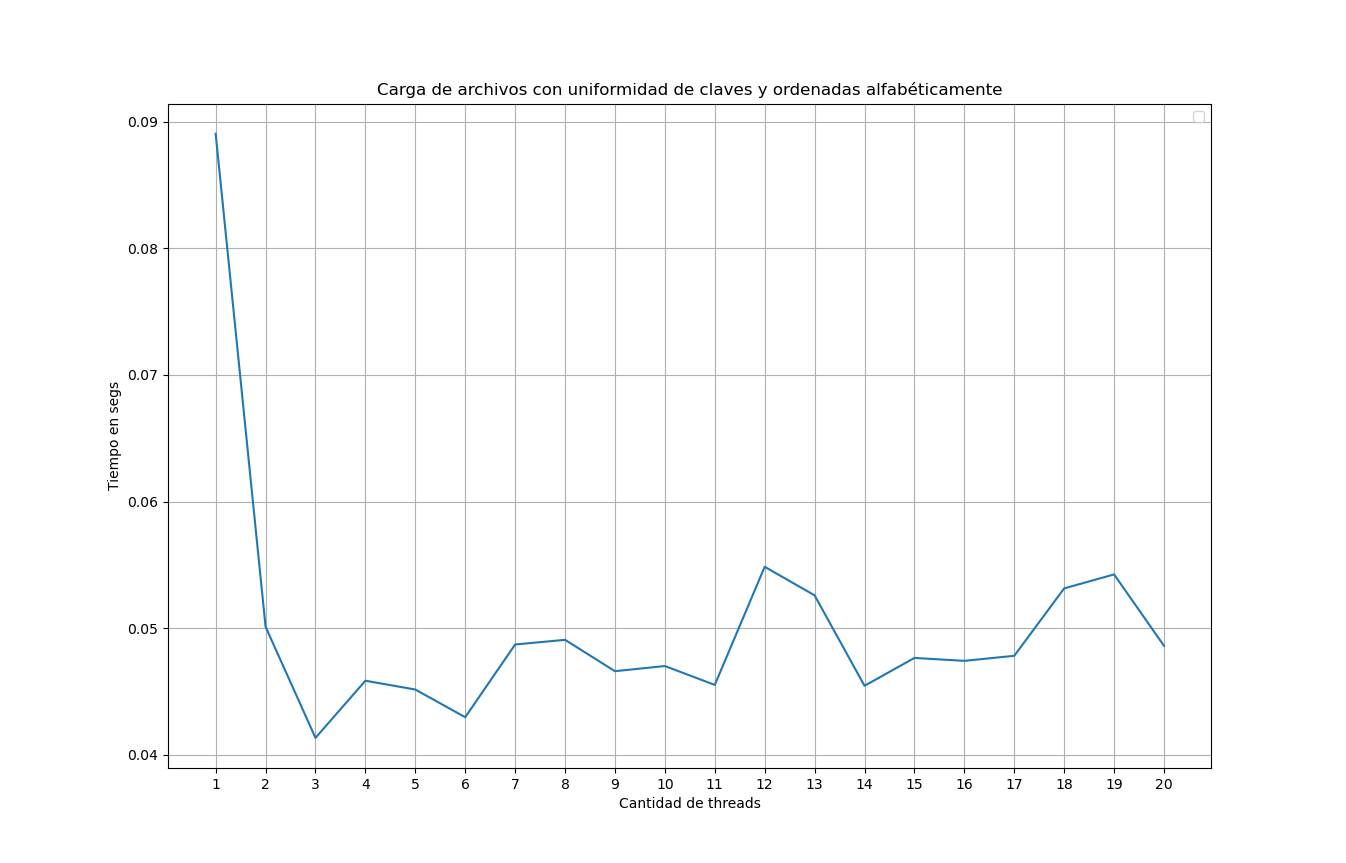 Carga de archivos con uniformidad de claves y ordenadas alfabéticamente
0.09
0.08
0.07
0.06
0.05
0.04
Tiempo en segs
1 2 3 4 5 6 7 8 9 10 11 12 13 14 15 16 17 18 19 20
Cantidad de threads